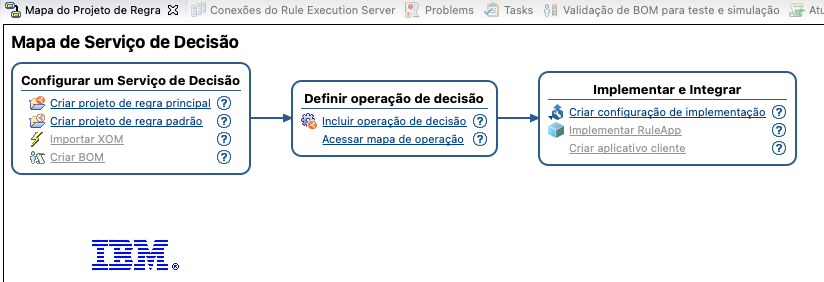 Mapa do Projeto de Regra
Conexões do Rule Execution Server
Problems
Tasks
Validação de BOM para teste e simulação
Atu
Mapa de Serviço de Decisão
Configurar um Serviço de Decisão
Criar projeto de regra principal ?
Criar projeto de regra padrão ?
Importar XOM ?
Criar BOM ?
Definir operação de decisão
Incluir operação de decisão ?
Acessar mapa de operação ?
Implementar e Integrar
Criar configuração de implementação ?
Implementar RuleApp ?
Criar aplicativo cliente ?
IBM®